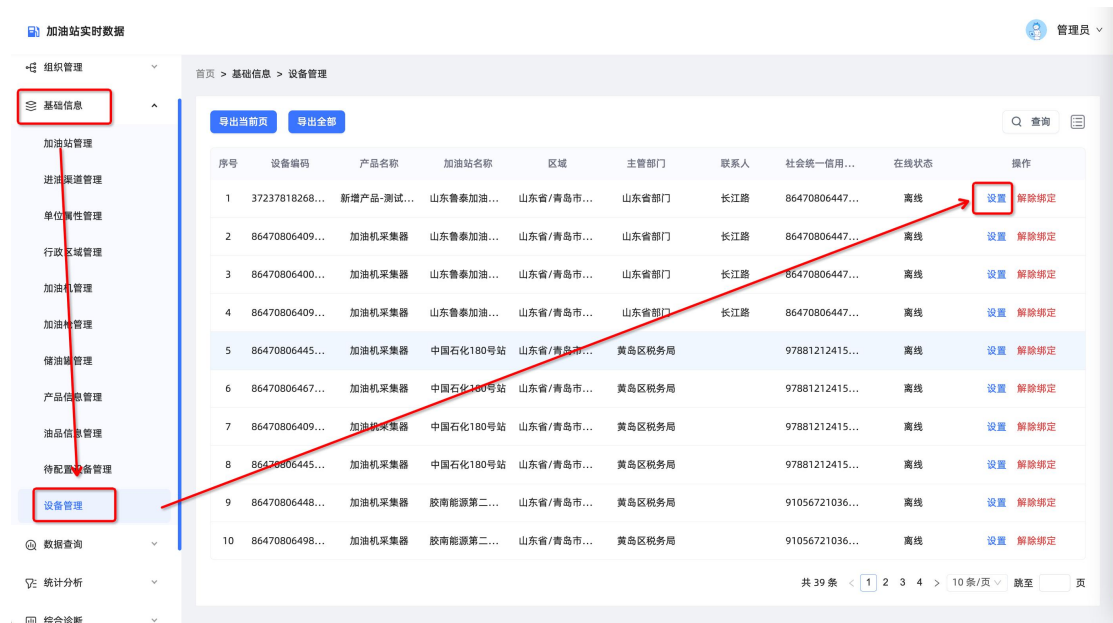 加油站实时数据
管理员
组织管理
首页 > 基础信息 > 设备管理
基础信息
加油站管理
进油渠道管理
单位属性管理
行政区域管理
加油机管理
加油枪管理
储油罐管理
产品信息管理
油品信息管理
待配置设备管理
设备管理
数据查询
统计分析
综合诊断
导出当前页 导出全部 查询
序号 设备编码 产品名称 加油站名称 区域 主管部门 联系人 社会统一信用... 在线状态 操作
1 37237818268... 新增产品-测试... 山东鲁泰加油... 山东省/青岛市... 山东省部门 长江路 86470806447... 离线 设置 解除绑定
2 86470806409... 加油机采集器 山东鲁泰加油... 山东省/青岛市... 山东省部门 长江路 86470806447... 离线 设置 解除绑定
3 86470806400... 加油机采集器 山东鲁泰加油... 山东省/青岛市... 山东省部门 长江路 86470806447... 离线 设置 解除绑定
4 86470806409... 加油机采集器 山东鲁泰加油... 山东省/青岛市... 山东省部门 长江路 86470806447... 离线 设置 解除绑定
5 86470806445... 加油机采集器 中国石化180号站 山东省/青岛市... 黄岛区税务局 97881212415... 离线 设置 解除绑定
6 86470806467... 加油机采集器 中国石化180号站 山东省/青岛市... 黄岛区税务局 97881212415... 离线 设置 解除绑定
7 86470806409... 加油机采集器 中国石化180号站 山东省/青岛市... 黄岛区税务局 97881212415... 离线 设置 解除绑定
8 86470806445... 加油机采集器 中国石化180号站 山东省/青岛市... 黄岛区税务局 97881212415... 离线 设置 解除绑定
9 86470806448... 加油机采集器 胶南能源第二... 山东省/青岛市... 黄岛区税务局 91056721036... 离线 设置 解除绑定
10 86470806498... 加油机采集器 胶南能源第二... 山东省/青岛市... 黄岛区税务局 91056721036... 离线 设置 解除绑定
共 39 条 < 1 2 3 4 > 10 条/页 跳至 页